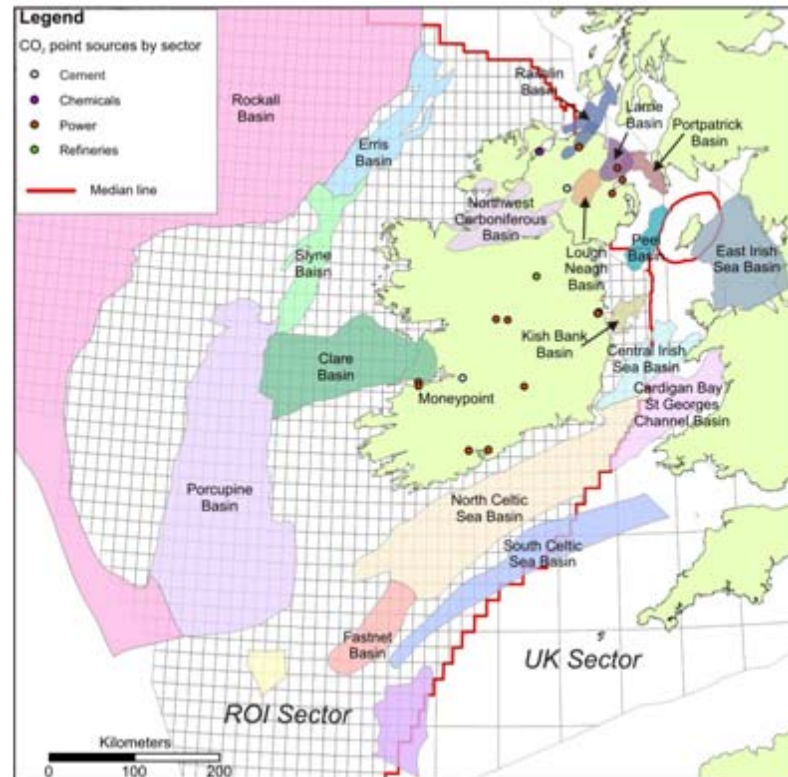 Legend
CO₂ point sources by sector
Cement
Chemicals
Power
Refineries
Median line
Rockall
Basin
Erris
Basin
Rathlin
Basin
Larne
Basin
Portpatrick
Basin
Northwest
Carboniferous
Basin
Slyne
Baisn
Lough
Neagh
Basin
Peel
Basin
East Irish
Sea Basin
Kish Bank
Basin
Clare
Basin
Central Irish
Sea Basin
Moneypoint
Cardigan Bay
St Georges
Channel Basin
Porcupine
Basin
North Celtic
Sea Basin
South Celtic
Sea Basin
Fastnet
Basin
UK Sector
ROI Sector
Kilometers
0 100 200